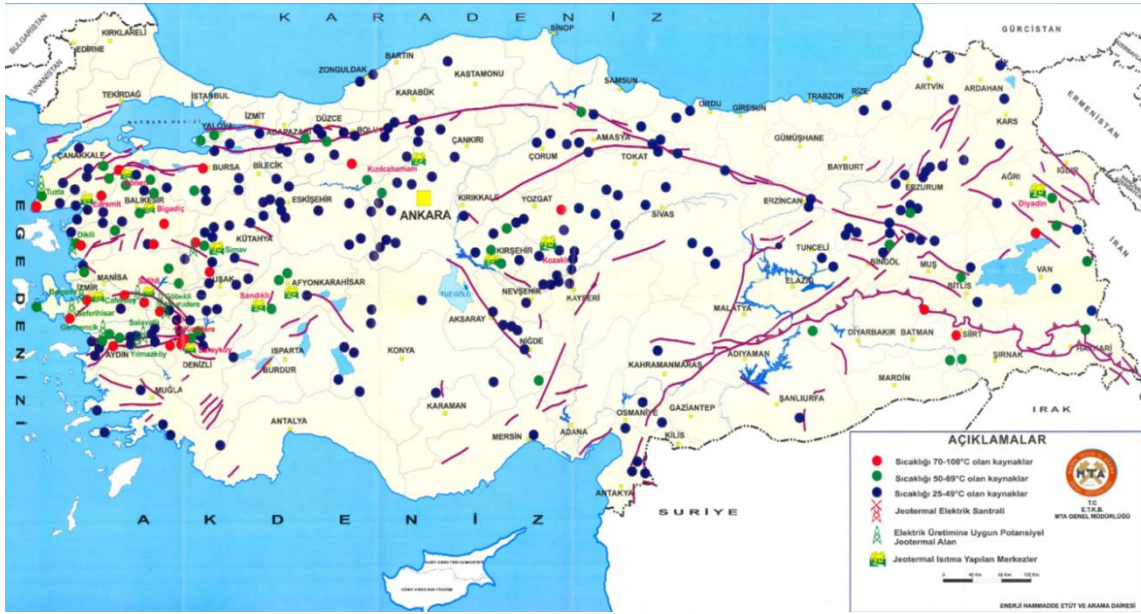 K A R A D E N İ Z
BULGARİSTAN
YUNANİSTAN
GÜRCİSTAN
ERMENİSTAN
İRAN
KIRKLARELİ
EDİRNE
TEKİRDAĞ
İSTANBUL
YALOVA
İZMİT
ADAPAZARI
DÜZCE
BOLU
ZONGULDAK
BARTIN
KARABÜK
KASTAMONU
SİNOP
SAMSUN
ORDU
GİRESUN
TRABZON
RİZE
ARTVİN
ARDAHAN
KARS
ÇANKIRI
ÇORUM
AMASYA
TOKAT
GÜMÜŞHANE
BAYBURT
ÇANAKKALE
BURSA
BİLECİK
Kızılcahamam
ERZURUM
AĞRI
IĞDIR
Diyadin
Tuzla
Gönen
Edremit
BALIKESİR
Bigadiç
ESKİŞEHİR
ANKARA
KIRIKKALE
YOZGAT
SİVAS
ERZİNCAN
Dikili
KÜTAHYA
Simav
KIRŞEHİR
Kozaklı
TUNCELİ
BİNGÖL
MUŞ
VAN
E G E D E N İ Z İ
MANİSA
İZMİR
Salihli
UŞAK
AFYONKARAHİSAR
Sandıklı
TUZ GÖLÜ
NEVŞEHİR
KAYSERİ
ELAZIĞ
BİTLİS
Balçova
Seferihisar
Caferbey
Göbekli
Germencik
Salavatlı
Yılmazköy
AYDIN
Kızıldere
Sarayköy
DENİZLİ
ISPARTA
BURDUR
KONYA
AKSARAY
NİĞDE
MALATYA
DİYARBAKIR
BATMAN
SİİRT
ŞIRNAK
HAKKARİ
MUĞLA
ANTALYA
KARAMAN
KAHRAMANMARAŞ
ADIYAMAN
MARDİN
ŞANLIURFA
MERSİN
ADANA
OSMANİYE
GAZİANTEP
KİLİS
ANTAKYA
IRAK
SURİYE
A K D E N İ Z
AÇIKLAMALAR
Sıcaklığı 70-100°C olan kaynaklar
Sıcaklığı 50-69°C olan kaynaklar
Sıcaklığı 25-49°C olan kaynaklar
Jeotermal Elektrik Santrali
Elektrik Üretimine Uygun Potansiyel
Jeotermal Alan
Jeotermal Isıtma Yapılan Merkezler
MTA
T.C
E.T.K.B.
MTA GENEL MÜDÜRLÜĞÜ
ENERJİ HAMMADDE ETÜT VE ARAMA DAİRESİ